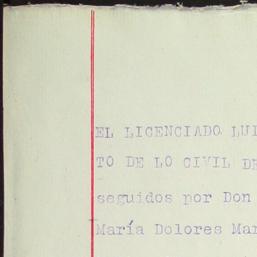 EL LICENCIADO LUI
TO DE LO CIVIL DE
seguidos por Don
María Dolores Mar